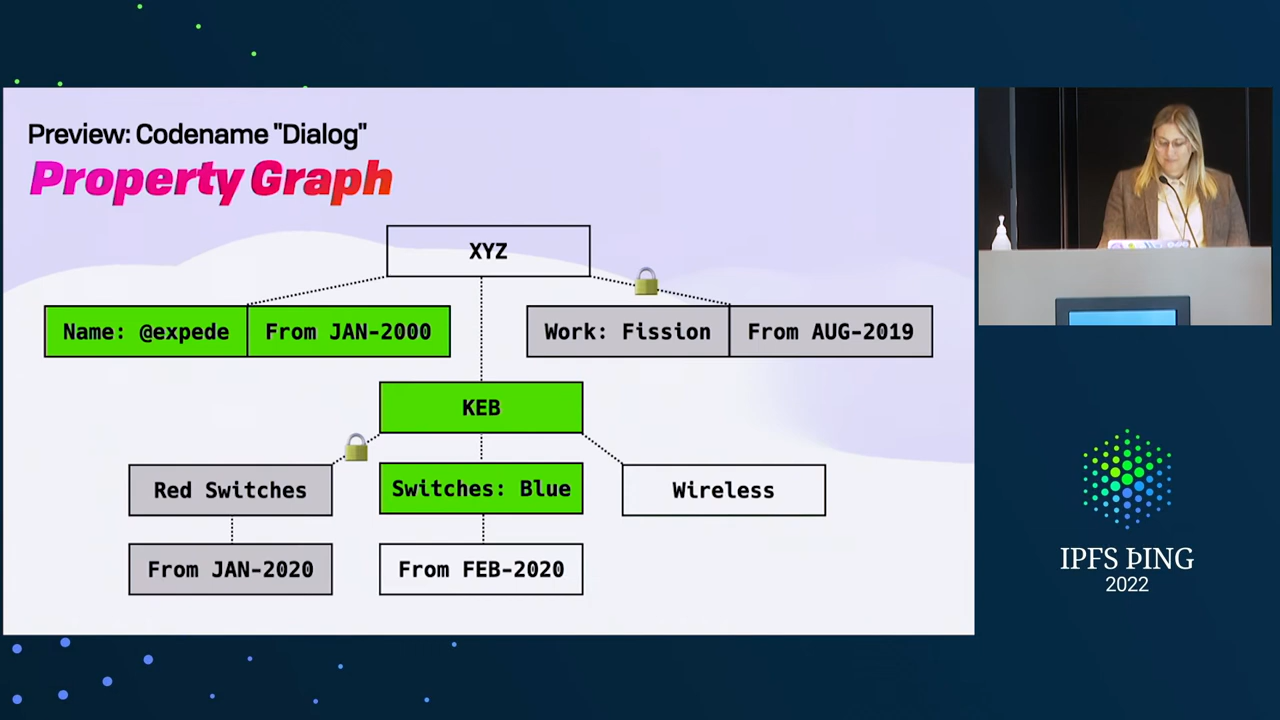 Preview: Codename "Dialog"
Property Graph
XYZ
Name: @expede
From JAN-2000
Work: Fission
From AUG-2019
KEB
Red Switches
Switches: Blue
Wireless
From JAN-2020
From FEB-2020
IPFS ÞING
2022